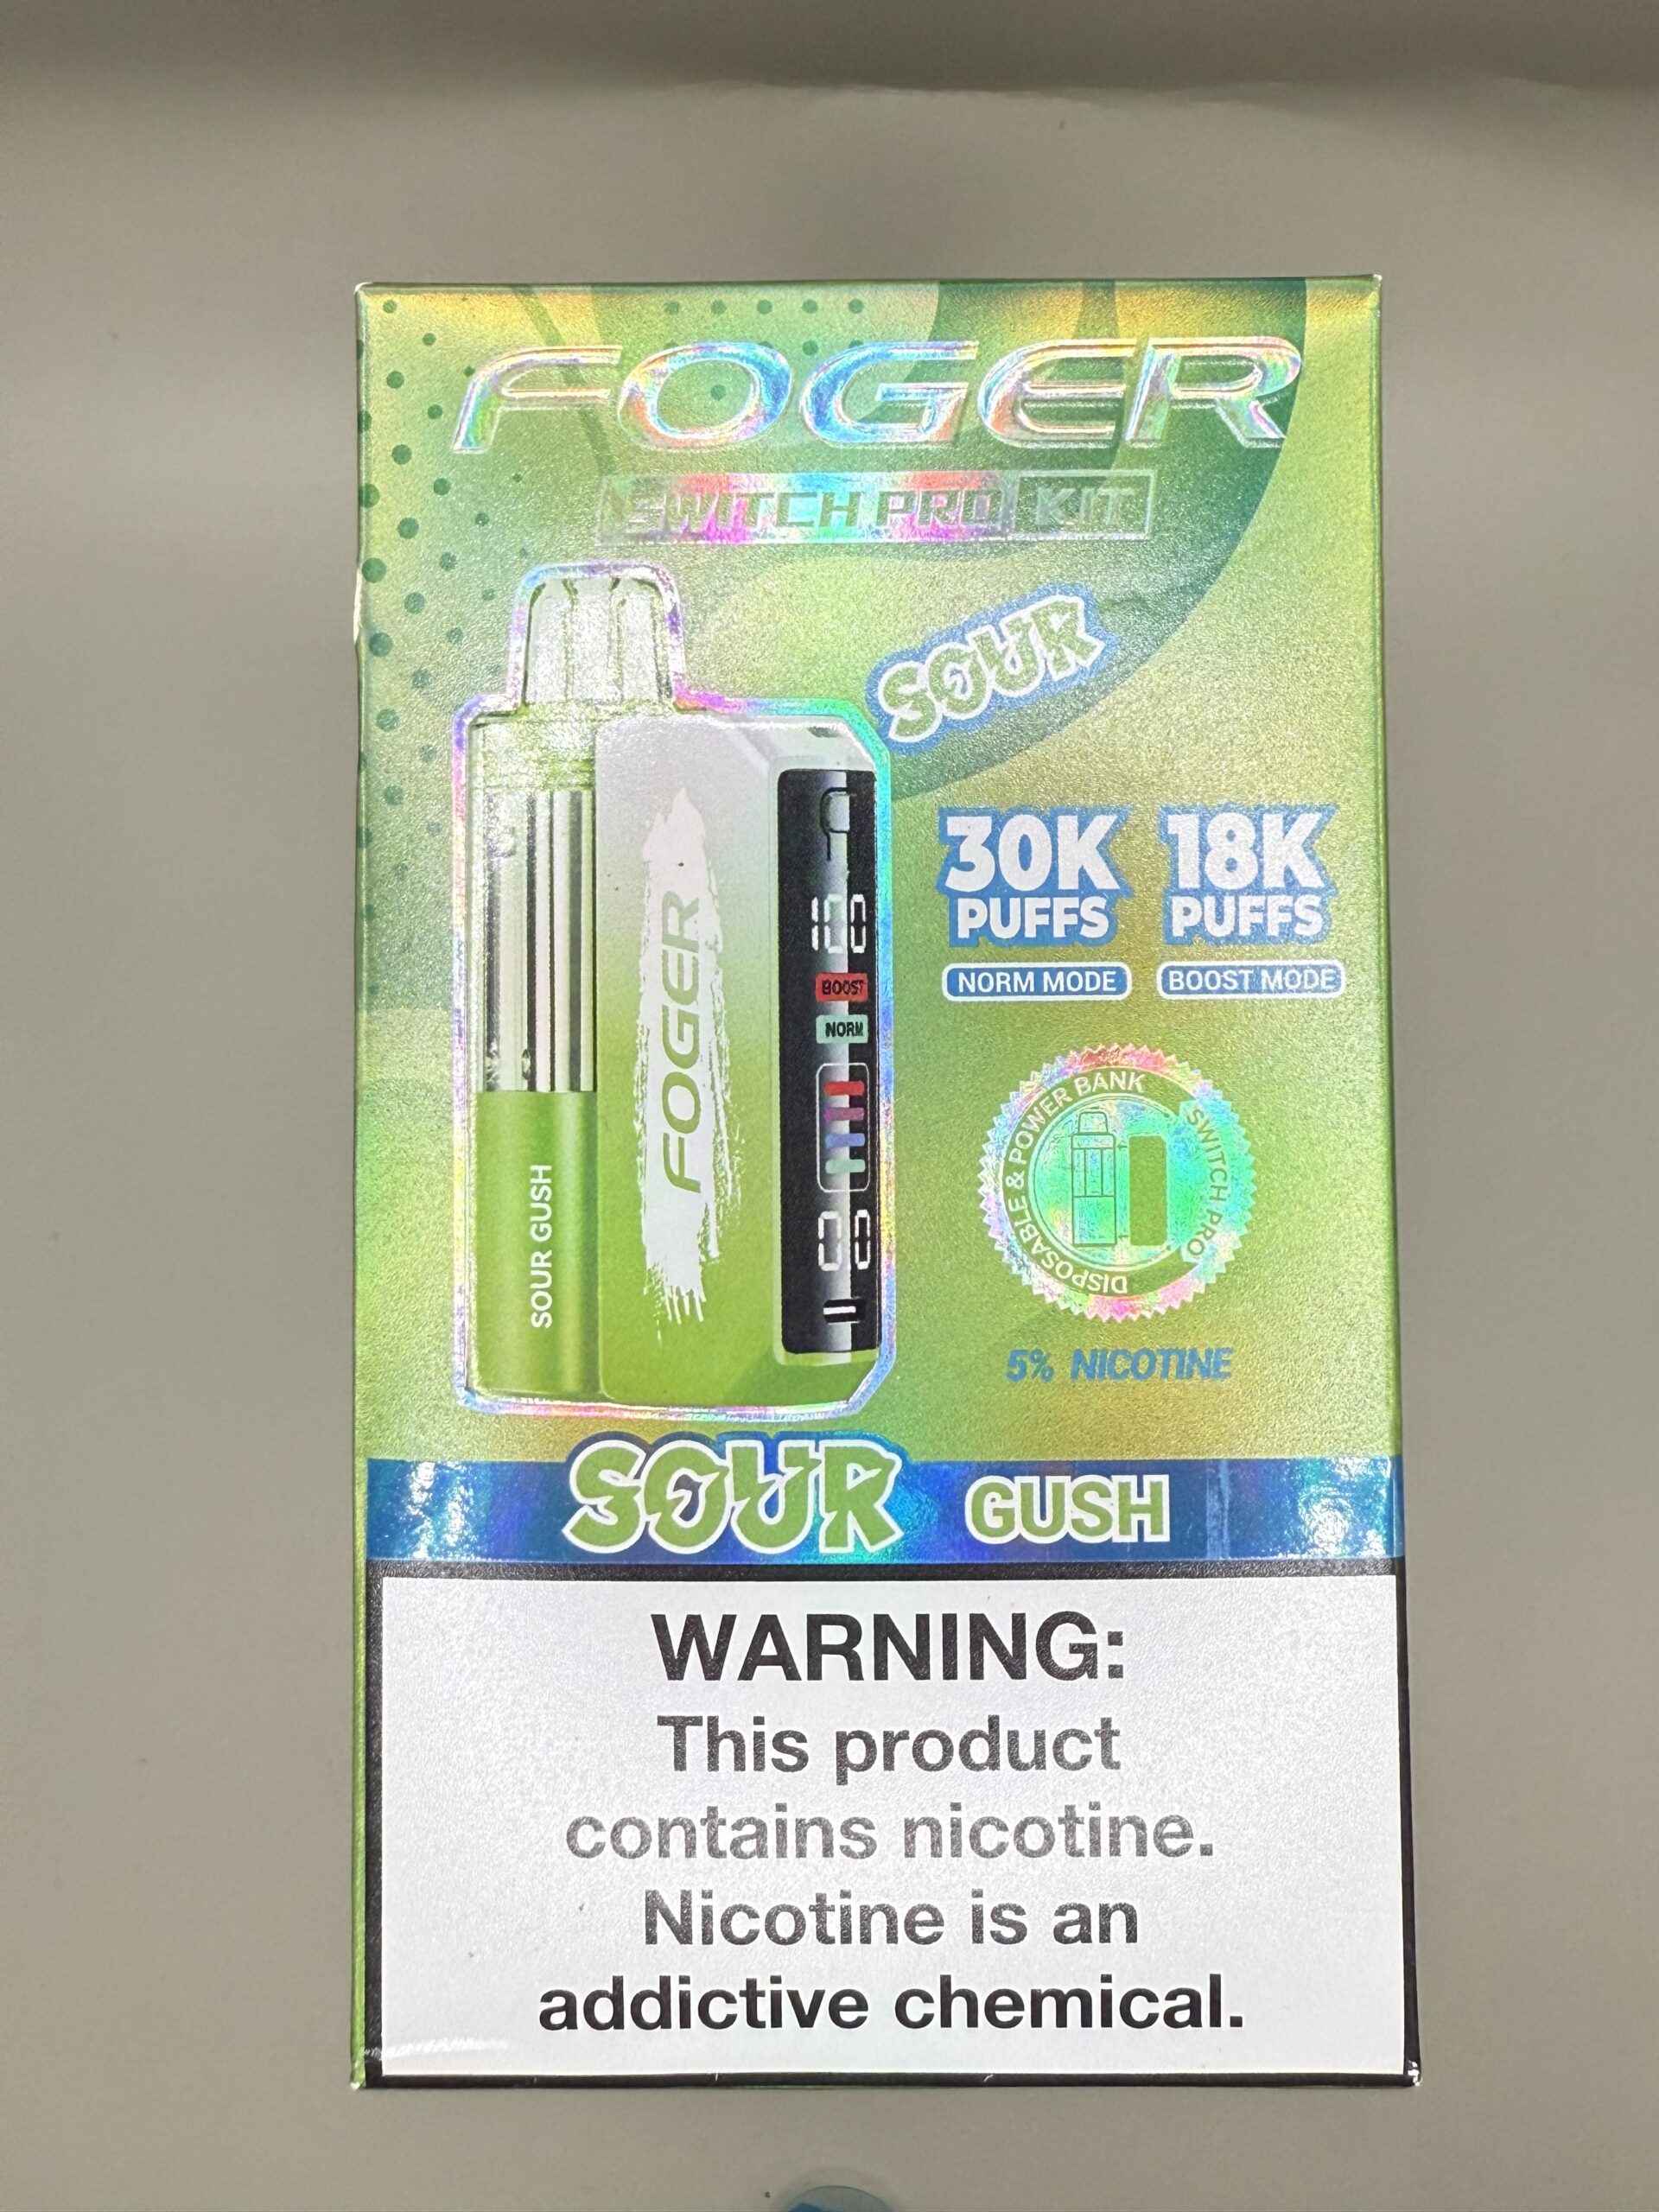 FOGER
SWITCH PRO KIT
SOUR
30K PUFFS
NORM MODE
18K PUFFS
BOOST MODE
FOGER
SOUR GUSH
100
BOOST
NORM
00
DISPOSABLE & POWER BANK
SWITCH PRO
5% NICOTINE
SOUR GUSH
WARNING:
This product
contains nicotine.
Nicotine is an
addictive chemical.